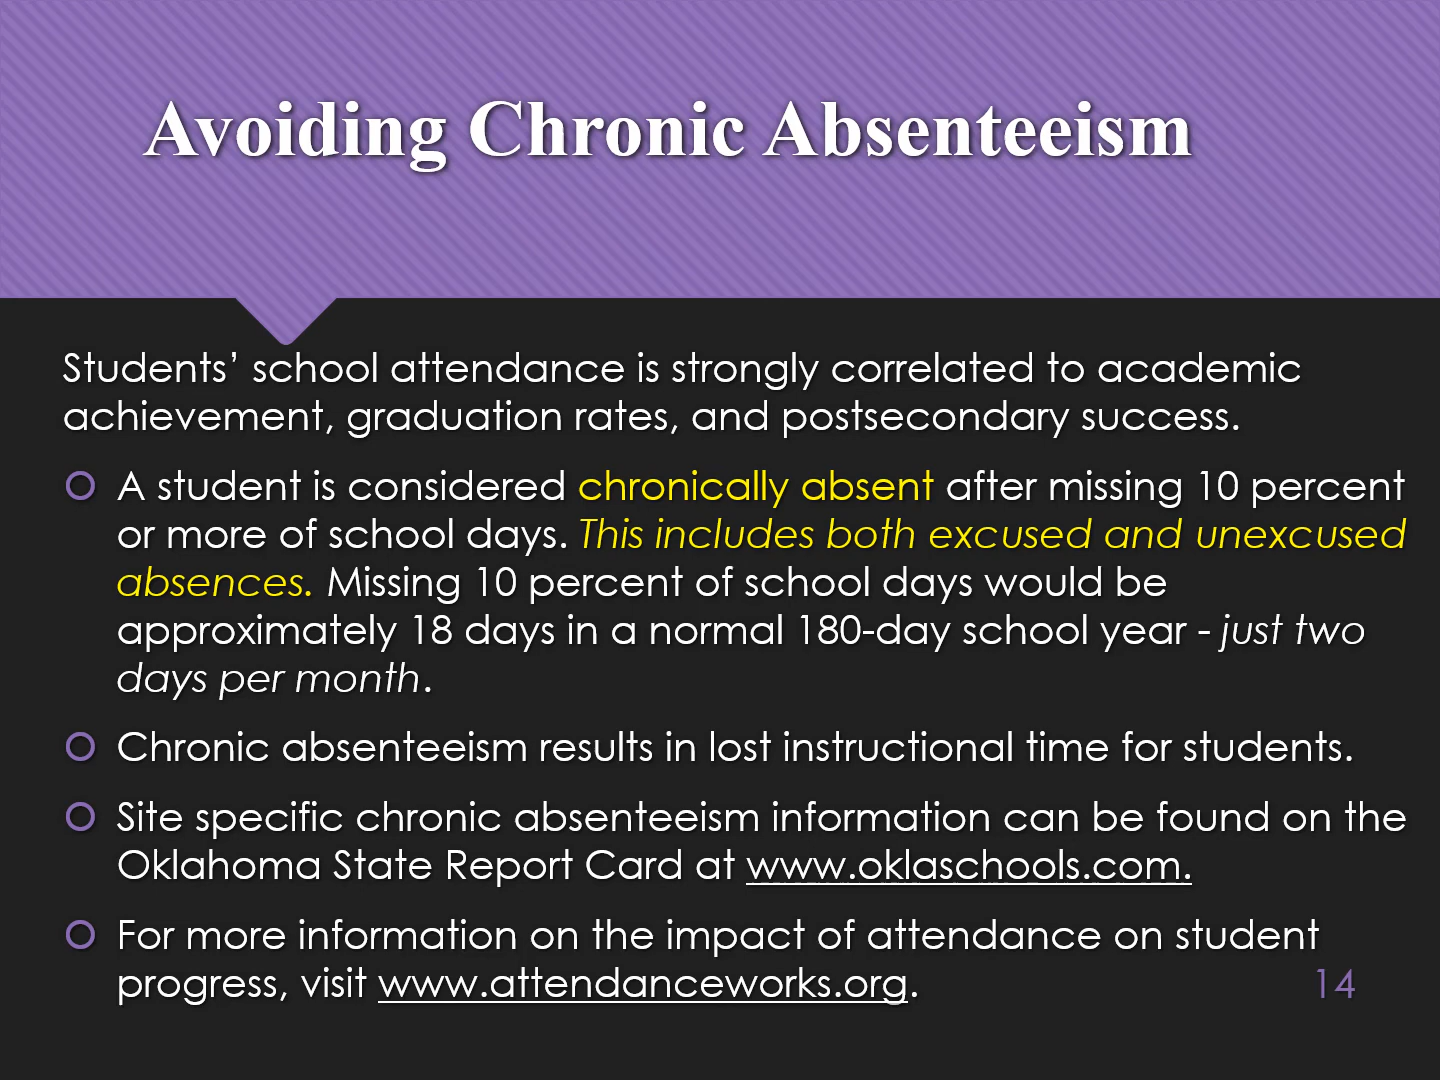 Avoiding Chronic Absenteeism
Students’ school attendance is strongly correlated to academic
achievement, graduation rates, and postsecondary success.
A student is considered chronically absent after missing 10 percent
or more of school days. This includes both excused and unexcused
absences. Missing 10 percent of school days would be
approximately 18 days in a normal 180-day school year - just two
days per month.
Chronic absenteeism results in lost instructional time for students.
Site specific chronic absenteeism information can be found on the
Oklahoma State Report Card at www.oklaschools.com.
For more information on the impact of attendance on student
progress, visit www.attendanceworks.org.
14